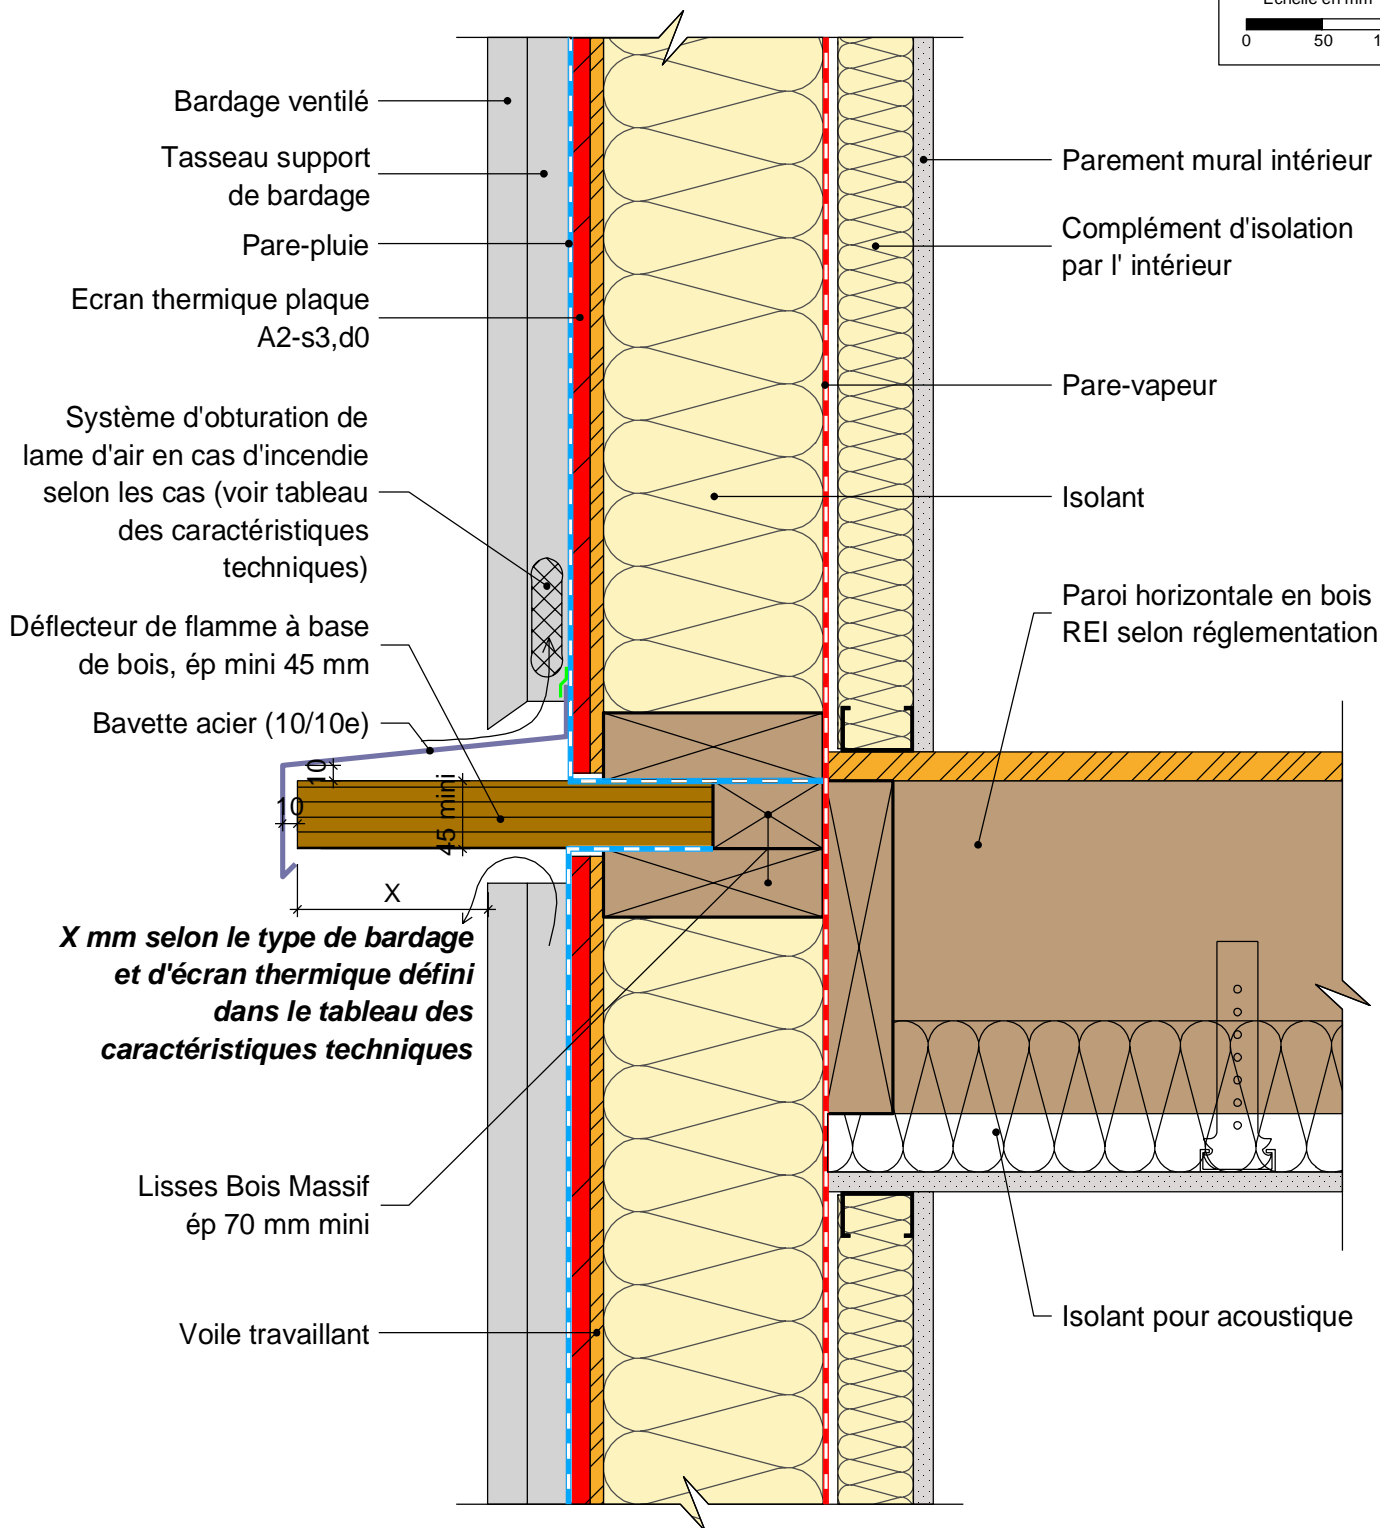 Echelle en mm
0 50 1
Bardage ventilé
Tasseau support
de bardage
Pare-pluie
Ecran thermique plaque
A2-s3,d0
Système d'obturation de
lame d'air en cas d'incendie
selon les cas (voir tableau
des caractéristiques
techniques)
Déflecteur de flamme à base
de bois, ép mini 45 mm
Bavette acier (10/10e)
10
10
45 mini
X
X mm selon le type de bardage
et d'écran thermique défini
dans le tableau des
caractéristiques techniques
Lisses Bois Massif
ép 70 mm mini
Voile travaillant
Parement mural intérieur
Complément d'isolation
par l' intérieur
Pare-vapeur
Isolant
Paroi horizontale en bois
REI selon réglementation
Isolant pour acoustique